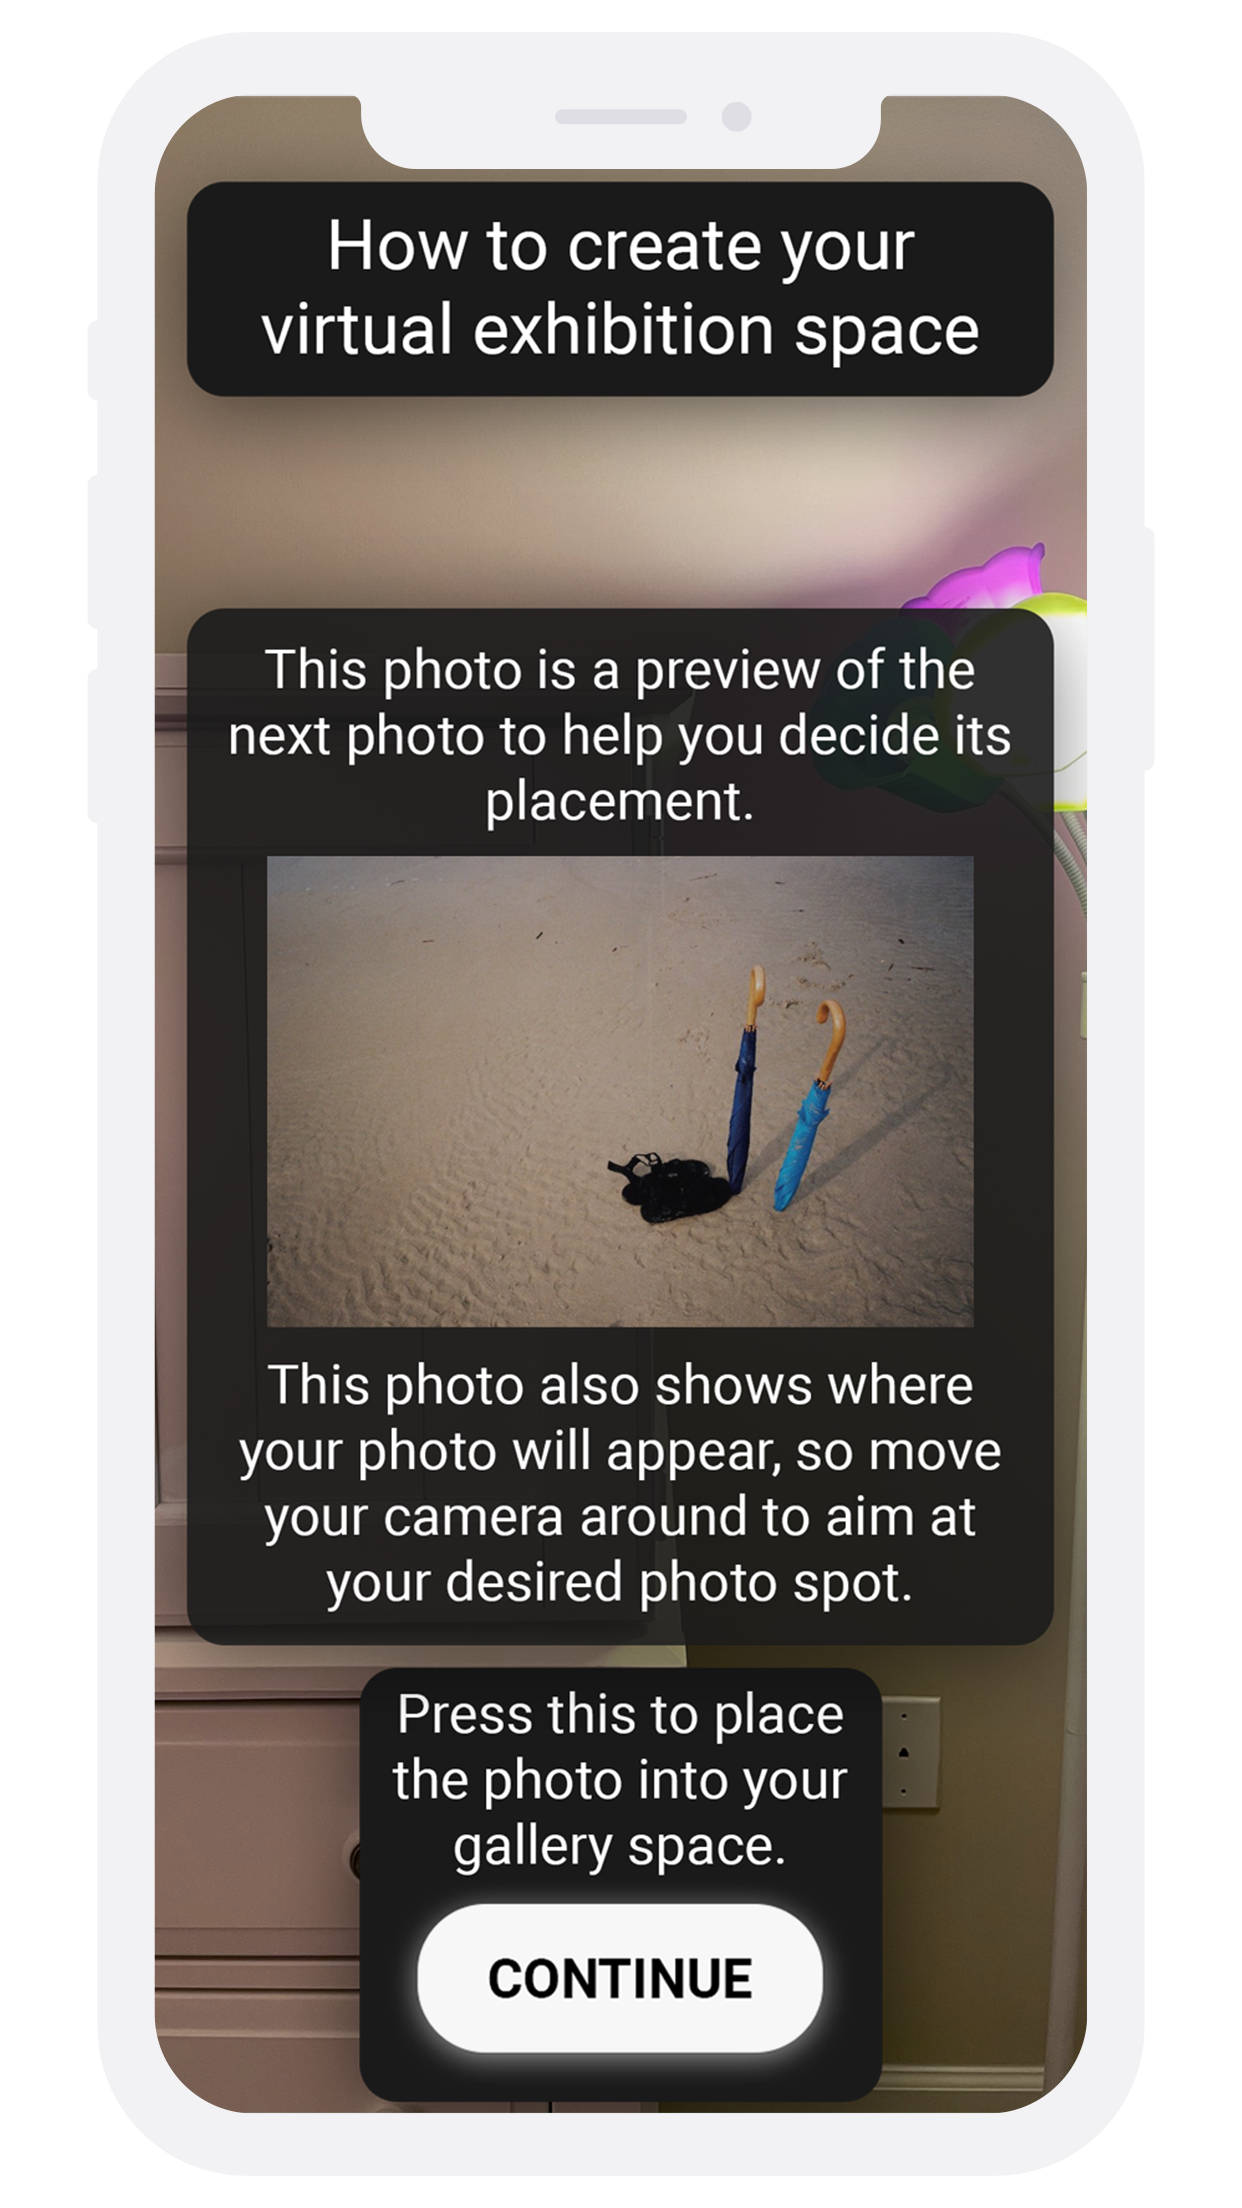 How to create your
virtual exhibition space
This photo is a preview of the
next photo to help you decide its
placement.
This photo also shows where
your photo will appear, so move
your camera around to aim at
your desired photo spot.
Press this to place
the photo into your
gallery space.
CONTINUE